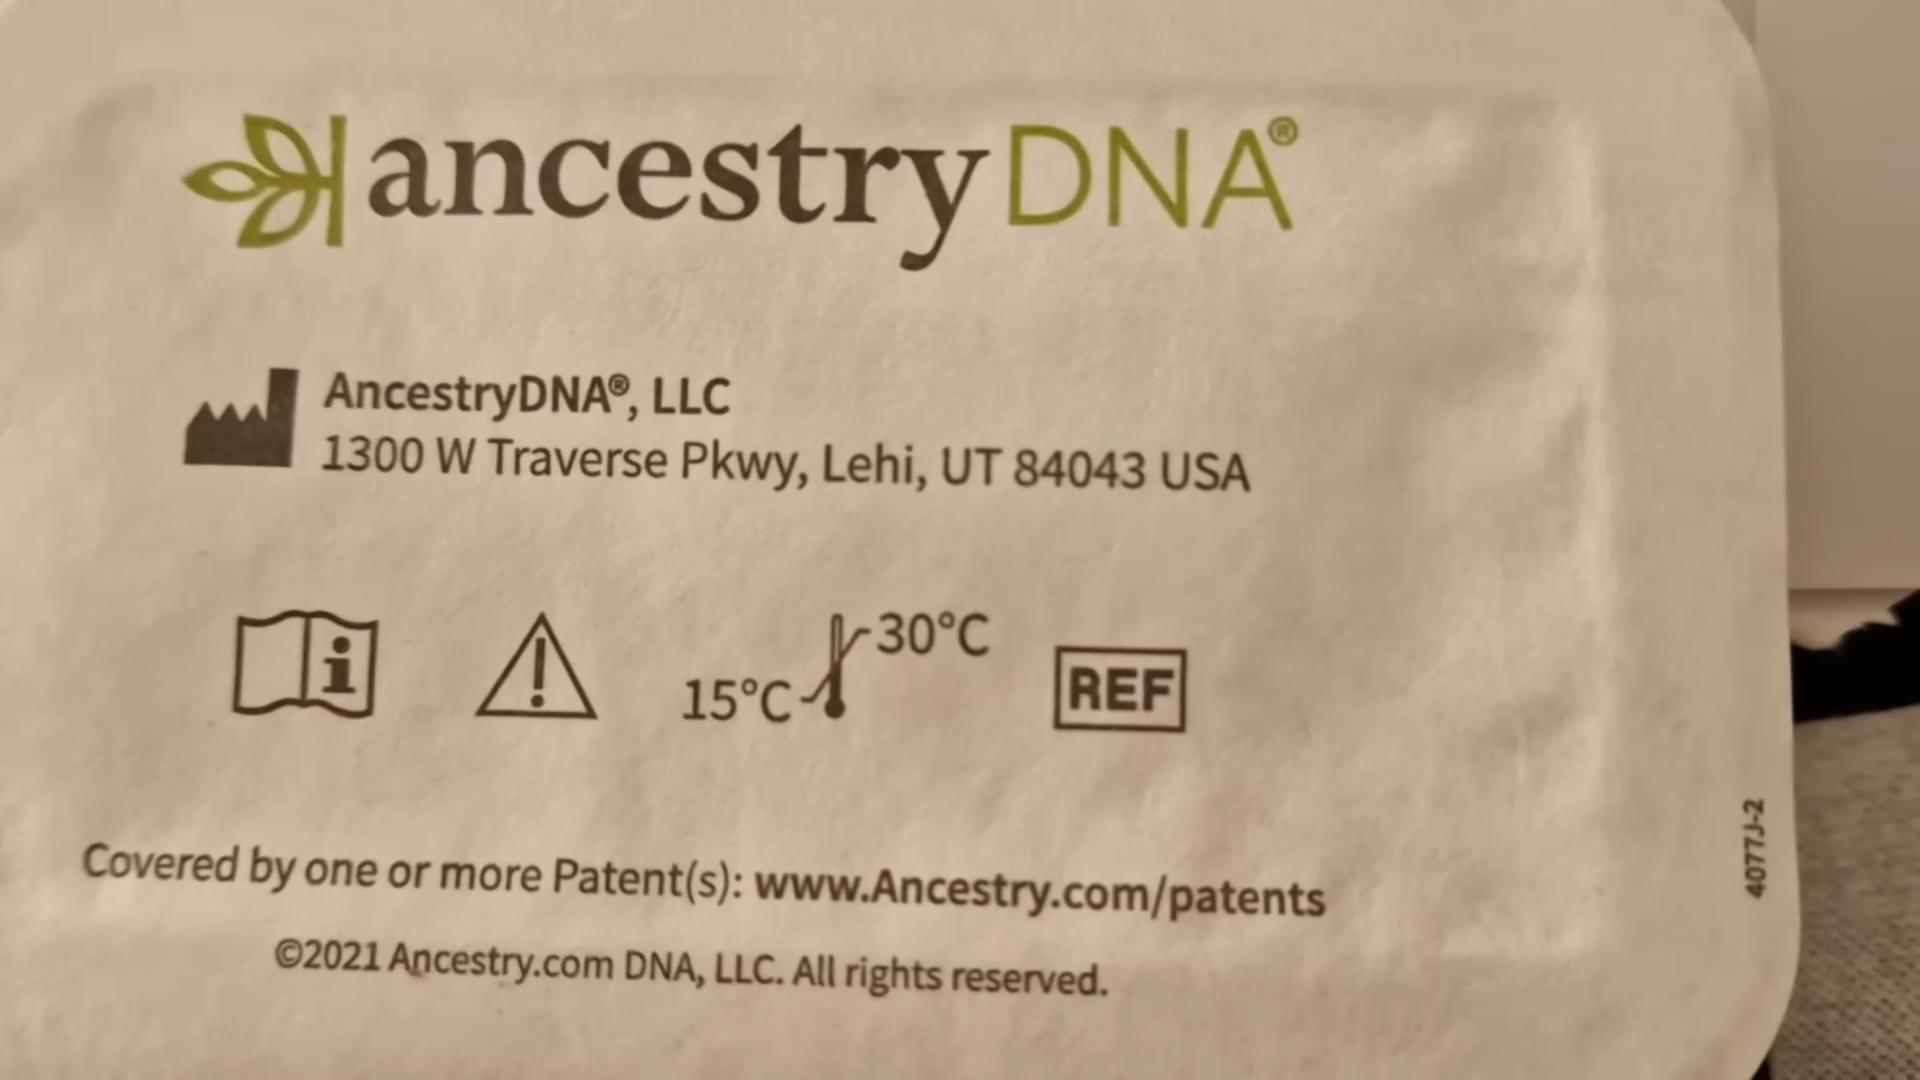 ancestryDNA®
AncestryDNA®, LLC
1300 W Traverse Pkwy, Lehi, UT 84043 USA
i
!
15°C
30°C
REF
Covered by one or more Patent(s): www.Ancestry.com/patents
©2021 Ancestry.com DNA, LLC. All rights reserved.
4077J-2